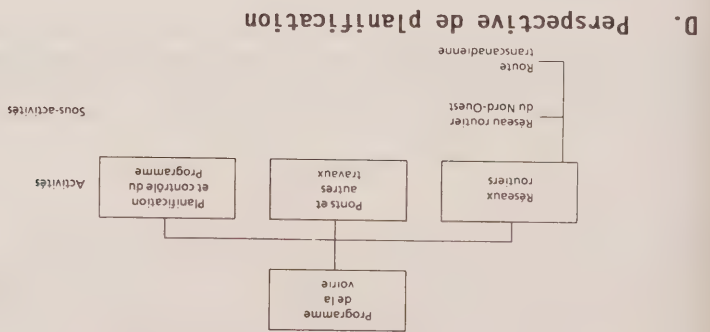 Programme
de la
voirie
Activités
Réseaux
routiers
Ponts et
autres
travaux
Planification
et contrôle du
Programme
Sous-activités
Réseau routier
du Nord-Ouest
Route
transcanadienne
D. Perspective de planification